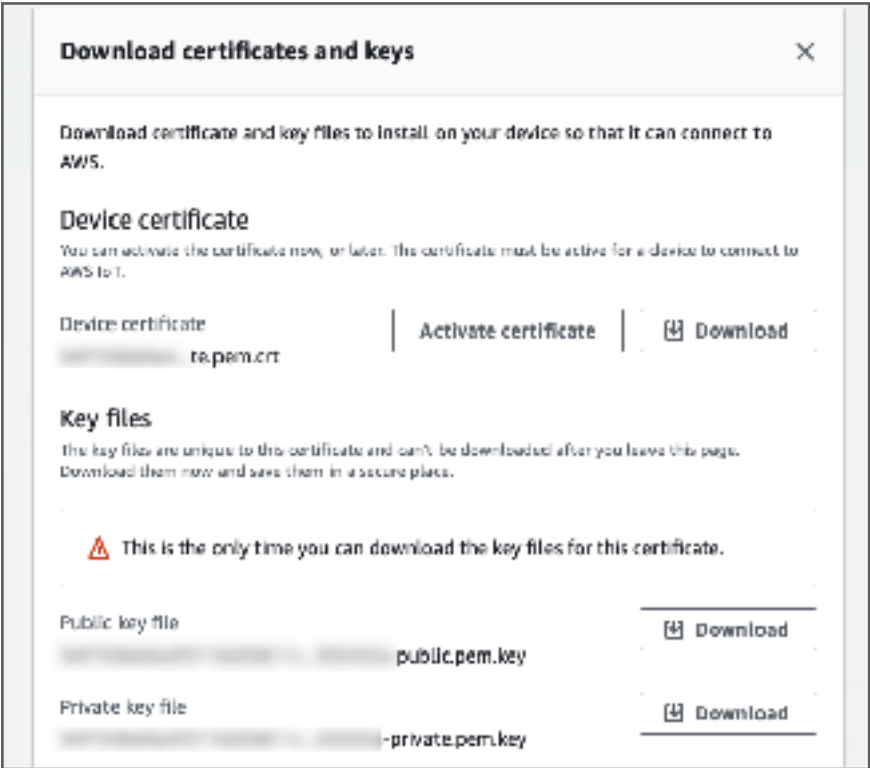 Download certificates and keys
Download certificate and key files to install on your device so that it can connect to
AWS.
Device certificate
You can activate the certificate now, or later. The certificate must be active for a device to connect to
AWS IoT.
Device certificate
Activate certificate
Download
te.pem.crt
Key files
The key files are unique to this certificate and can't be downloaded after you leave this page.
Download them now and save them in a secure place.
This is the only time you can download the key files for this certificate.
Public key file
Download
public.pem.key
Private key file
Download
-private.pem.key